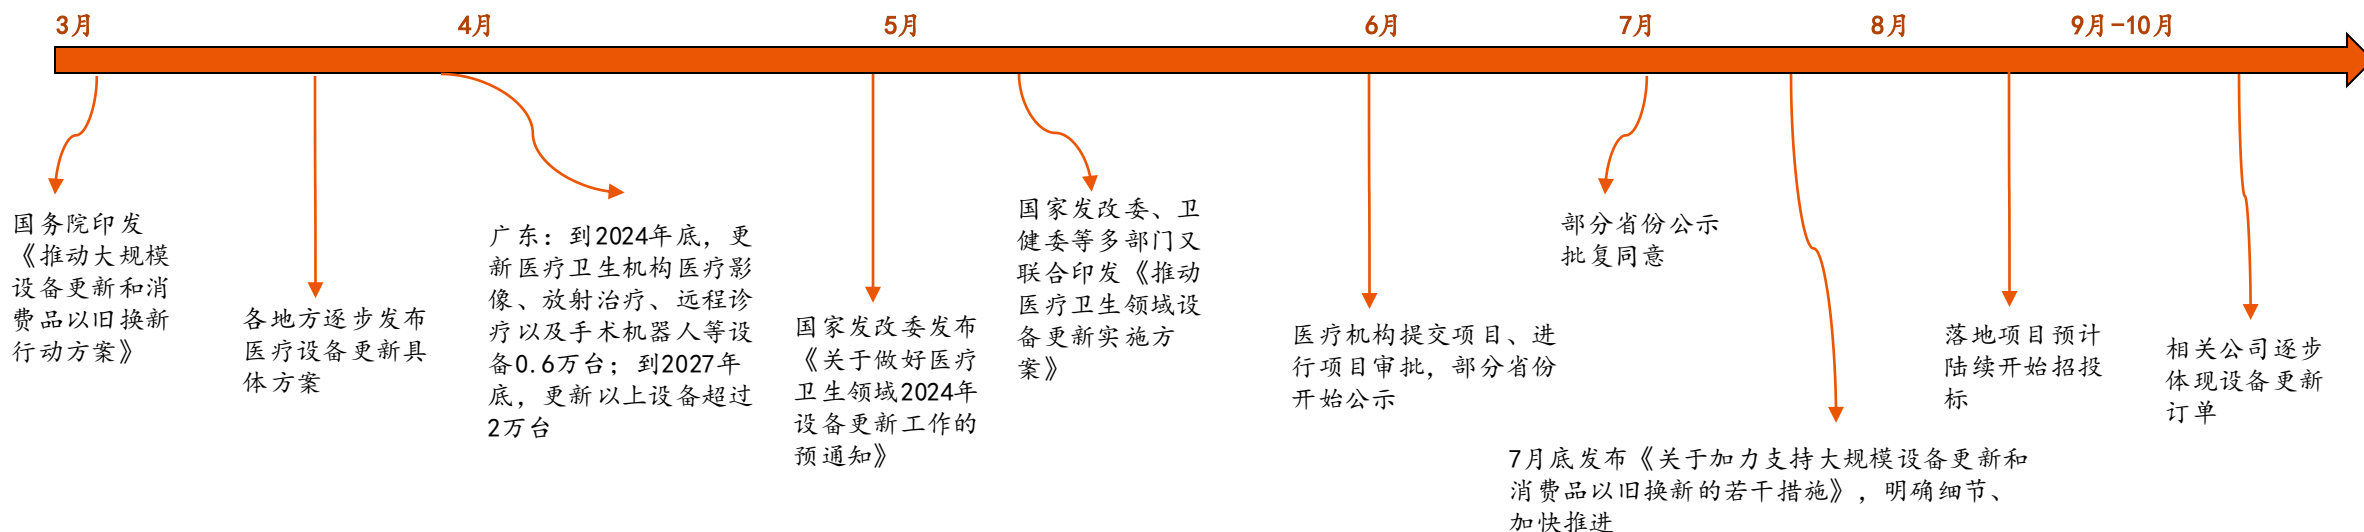 3月
4月
5月
6月
7月
8月
9月-10月
国务院印发
《推动大规模
设备更新和消
费品以旧换新
行动方案》
各地方逐步发布
医疗设备更新具
体方案
广东：到2024年底，更
新医疗卫生机构医疗影
像、放射治疗、远程诊
疗以及手术机器人等设
备0.6万台；到2027年
底，更新以上设备超过
2万台
国家发改委发布
《关于做好医疗
卫生领域2024年
设备更新工作的
预通知》
国家发改委、卫
健委等多部门又
联合印发《推动
医疗卫生领域设
备更新实施方
案》
医疗机构提交项目、进
行项目审批，部分省份
开始公示
部分省份公示
批复同意
7月底发布《关于加力支持大规模设备更新和
消费品以旧换新的若干措施》，明确细节、
加快推进
落地项目预计
陆续开始招投
标
相关公司逐步
体现设备更新
订单